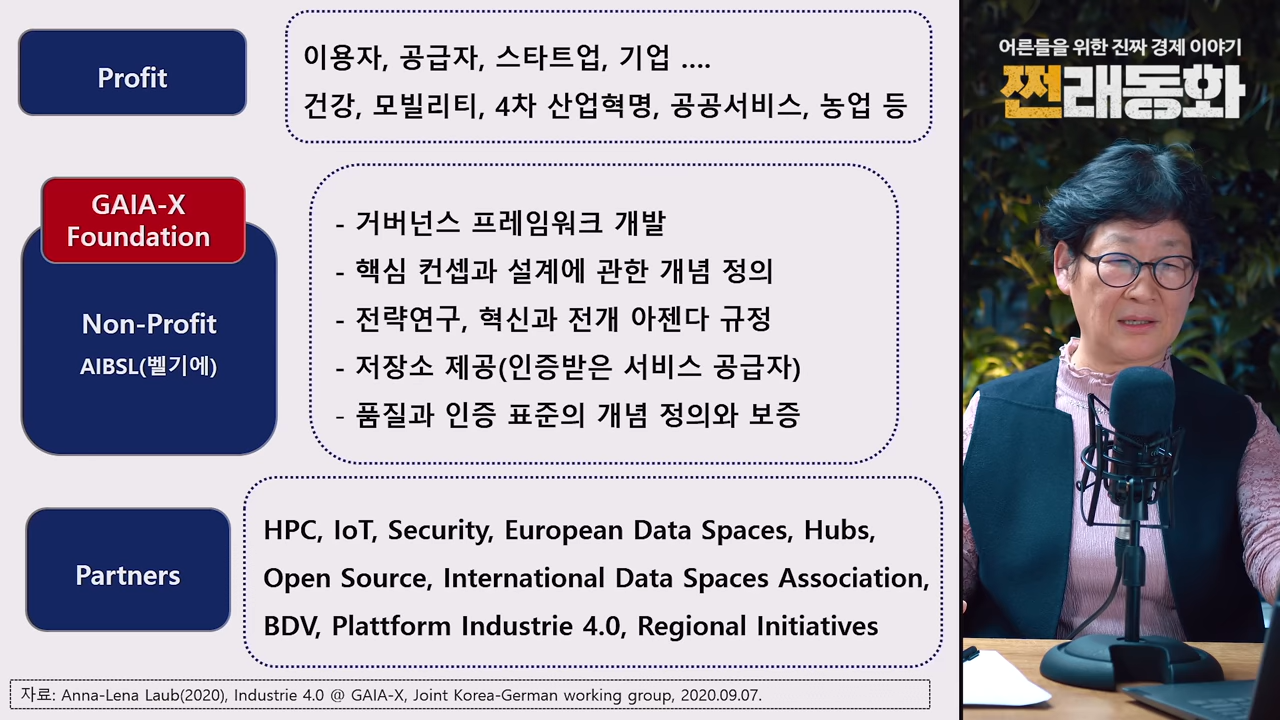 Profit
이용자, 공급자, 스타트업, 기업 ....
건강, 모빌리티, 4차 산업혁명, 공공서비스, 농업 등
GAIA-X
Foundation
Non-Profit
AIBSL(벨기에)
- 거버넌스 프레임워크 개발
- 핵심 컨셉과 설계에 관한 개념 정의
- 전략연구, 혁신과 전개 아젠다 규정
- 저장소 제공(인증받은 서비스 공급자)
- 품질과 인증 표준의 개념 정의와 보증
Partners
HPC, IoT, Security, European Data Spaces, Hubs,
Open Source, International Data Spaces Association,
BDV, Plattform Industrie 4.0, Regional Initiatives
자료: Anna-Lena Laub(2020), Industrie 4.0 @ GAIA-X, Joint Korea-German working group, 2020.09.07.
어른들을 위한 진짜 경제 이야기
쩐래동화